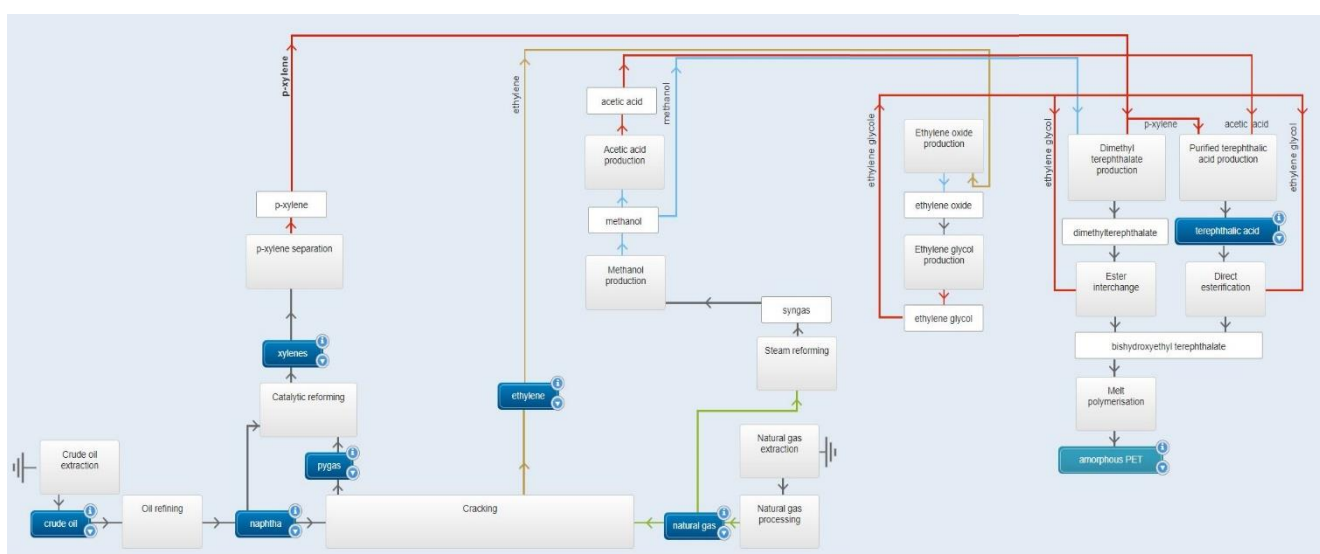 p-xylene
ethylene
acetic acid
methanol
Acetic acid
production
methanol
Methanol
production
p-xylene
p-xylene separation
xylenes
Catalytic reforming
pygas
ethylene
syngas
Steam reforming
Crude oil
extraction
crude oil
Oil refining
naphtha
Cracking
natural gas
Natural gas
extraction
Natural gas
processing
ethylene glycole
Ethylene oxide
production
ethylene oxide
Ethylene glycol
production
ethylene glycol
ethylene glycol
p-xylene
acetic acid
ethylene glycol
Dimethyl
terephthalate
production
Purified terephthalic
acid production
dimethylterephthalate
terephthalic acid
Ester
interchange
Direct
esterification
bishydroxyethyl terephthalate
Melt
polymerisation
amorphous PET